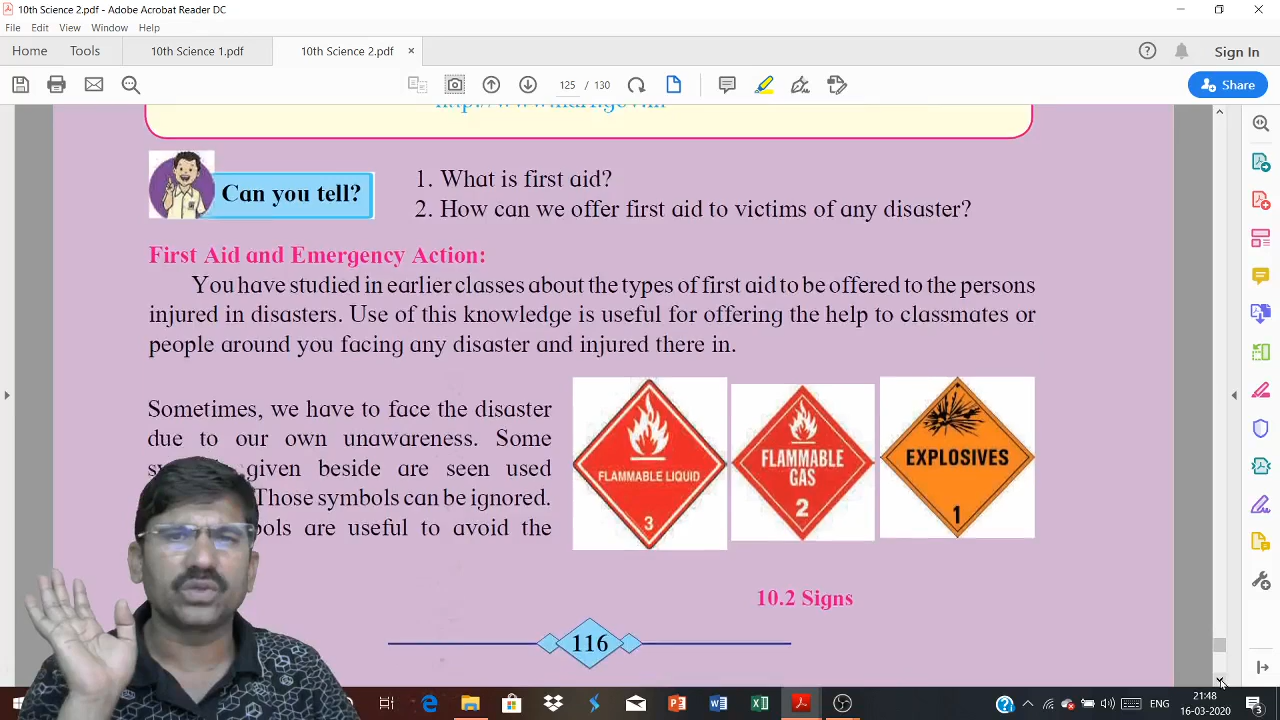 10th Science 2.pdf - Adobe Acrobat Reader DC
File Edit View Window Help
Home Tools 10th Science 1.pdf 10th Science 2.pdf × Sign In
125 / 130 Share
Can you tell?
1. What is first aid?
2. How can we offer first aid to victims of any disaster?
First Aid and Emergency Action:
You have studied in earlier classes about the types of first aid to be offered to the persons
injured in disasters. Use of this knowledge is useful for offering the help to classmates or
people around you facing any disaster and injured there in.
Sometimes, we have to face the disaster
due to our own unawareness. Some
given beside are seen used
Those symbols can be ignored.
are useful to avoid the
FLAMMABLE LIQUID
3
FLAMMABLE
GAS
2
EXPLOSIVES
1
10.2 Signs
116
ENG
21:48
16-03-2020
3